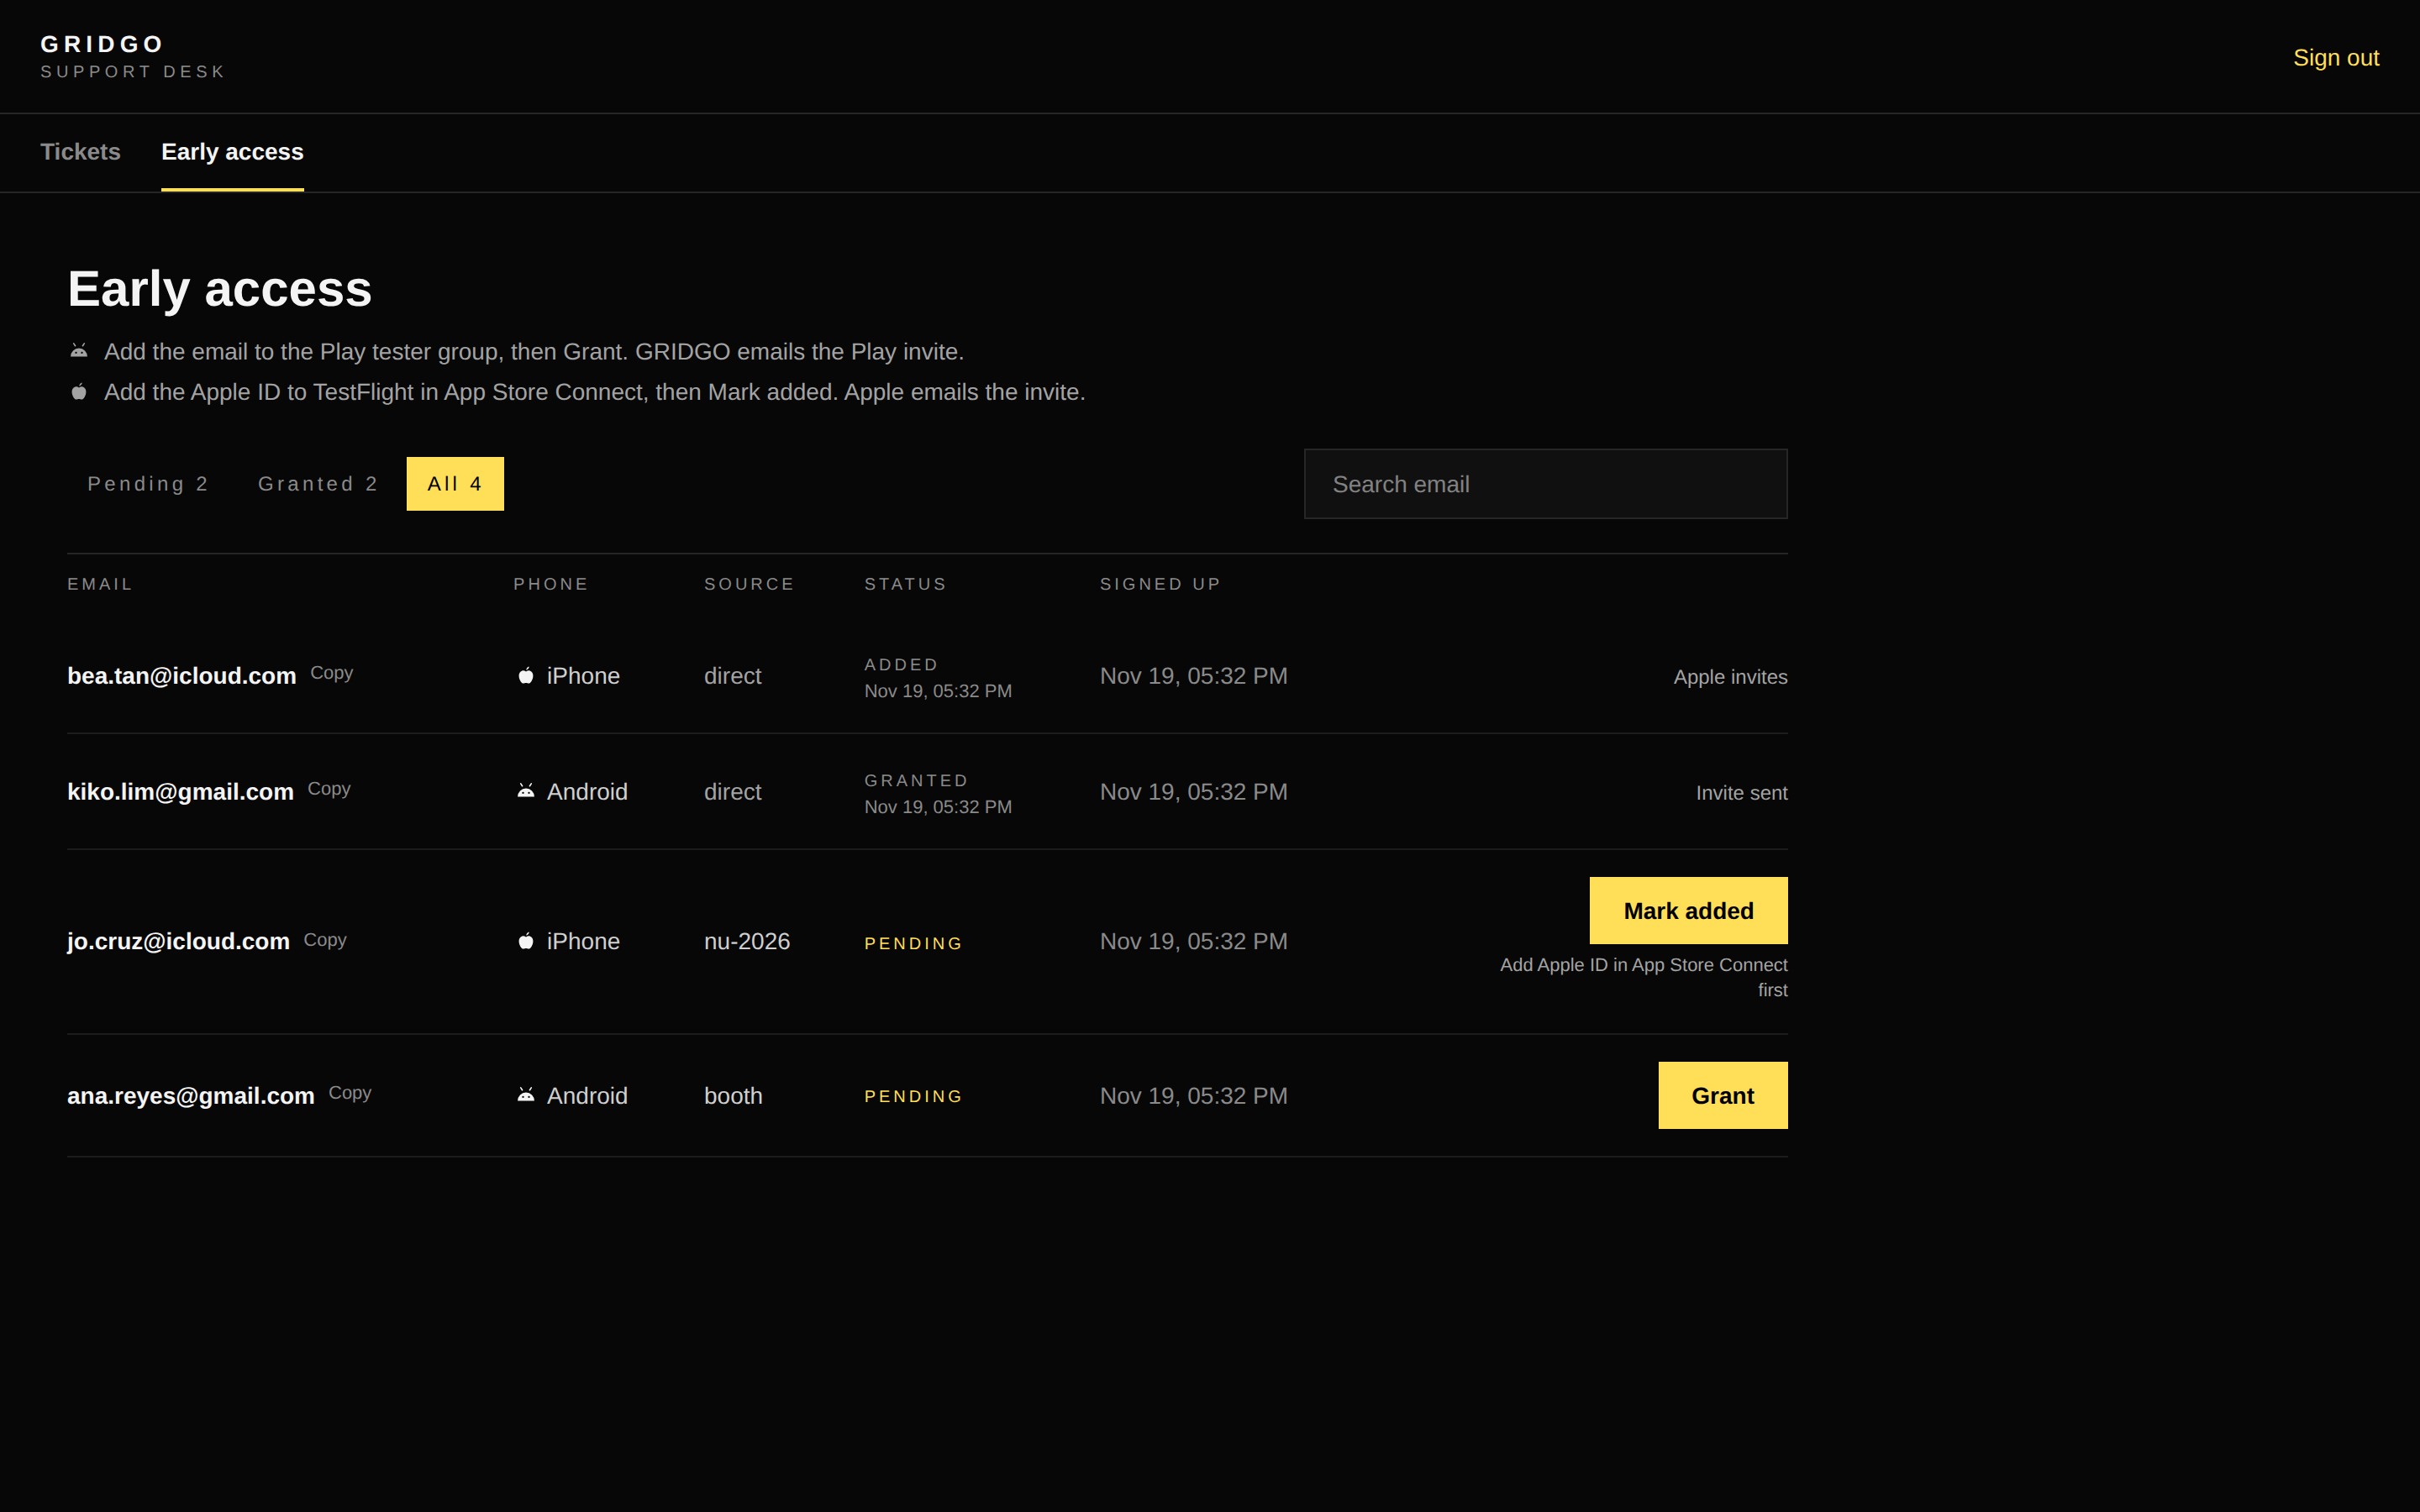 GRIDGO
SUPPORT DESK
Sign out
Tickets
Early access
Early access
Add the email to the Play tester group, then Grant. GRIDGO emails the Play invite.
Add the Apple ID to TestFlight in App Store Connect, then Mark added. Apple emails the invite.
Pending 2
Granted 2
All 4
Search email
EMAIL PHONE SOURCE STATUS SIGNED UP
bea.tan@icloud.com Copy iPhone direct ADDED Nov 19, 05:32 PM Apple invites
Nov 19, 05:32 PM
kiko.lim@gmail.com Copy Android direct GRANTED Nov 19, 05:32 PM Invite sent
Nov 19, 05:32 PM
jo.cruz@icloud.com Copy iPhone nu-2026 PENDING Nov 19, 05:32 PM Mark added
Add Apple ID in App Store Connect
first
ana.reyes@gmail.com Copy Android booth PENDING Nov 19, 05:32 PM Grant